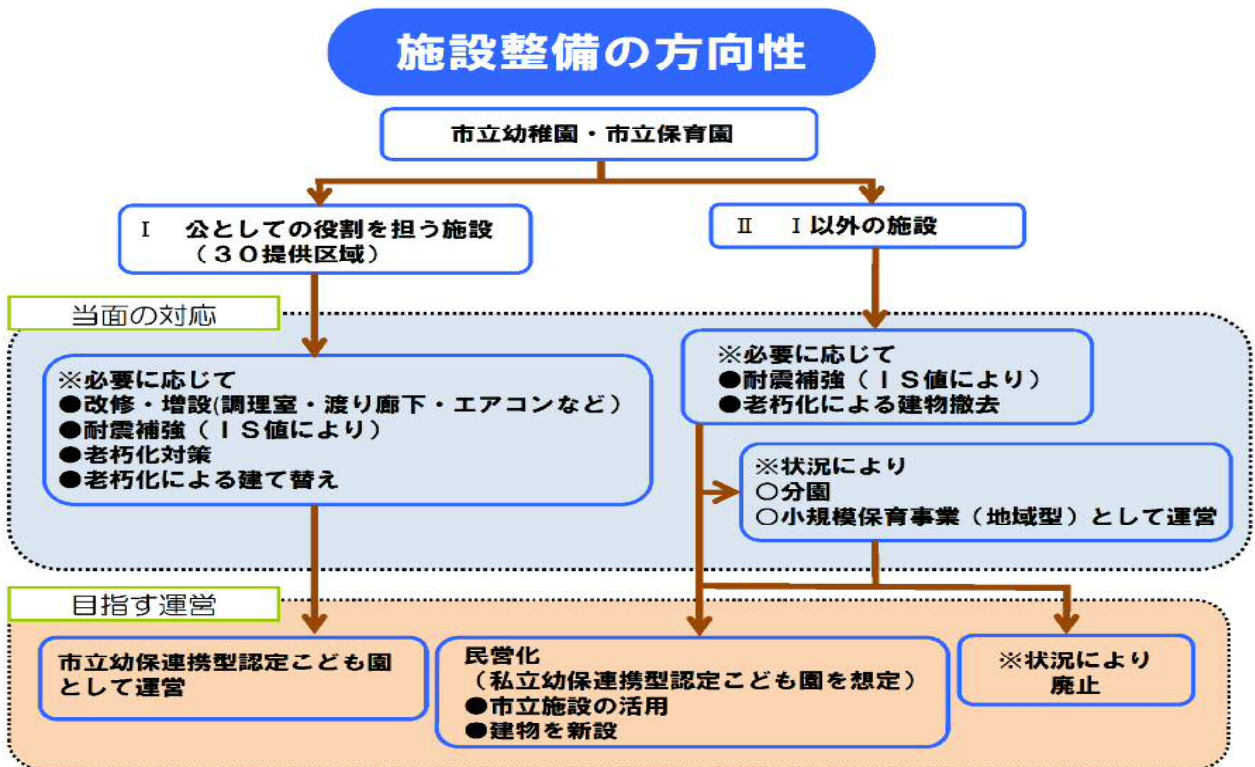 施設整備の方向性
市立幼稚園・市立保育園
Ⅰ　公としての役割を担う施設
（３０提供区域）
Ⅱ　Ⅰ以外の施設
当面の対応
※必要に応じて
●改修・増設(調理室・渡り廊下・エアコンなど）
●耐震補強（ＩＳ値により）
●老朽化対策
●老朽化による建て替え
※必要に応じて
●耐震補強（ＩＳ値により）
●老朽化による建物撤去
※状況により
○分園
○小規模保育事業（地域型）として運営
目指す運営
市立幼保連携型認定こども園
として運営
民営化
（私立幼保連携型認定こども園を想定）
●市立施設の活用
●建物を新設
※状況により
廃止